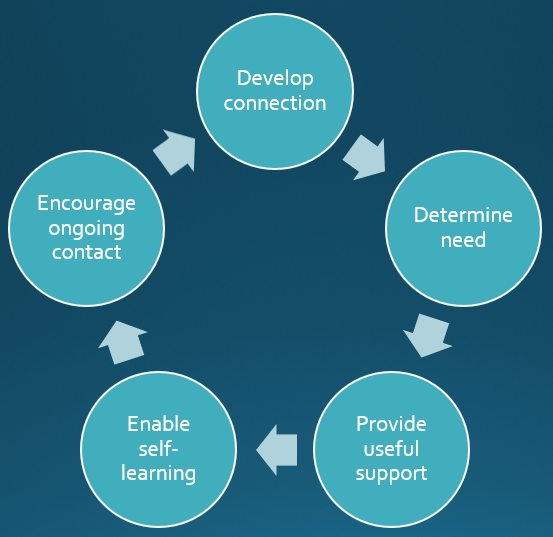 Develop
connection
Determine
need
Provide
useful
support
Enable
self-
learning
Encourage
ongoing
contact